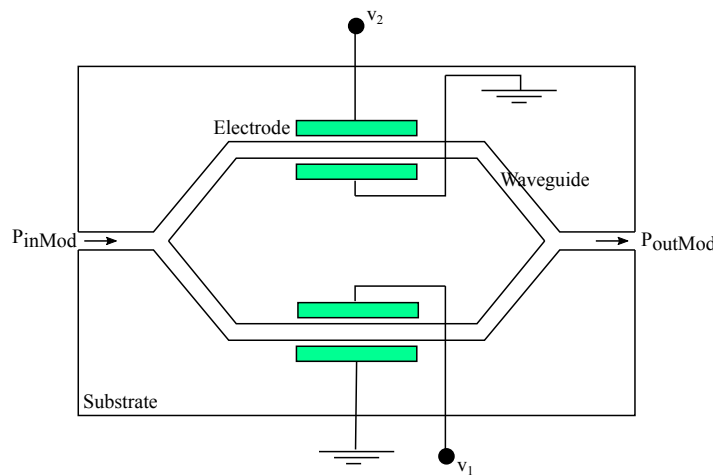 v2
Electrode
Waveguide
PinMod
PoutMod
Substrate
v1